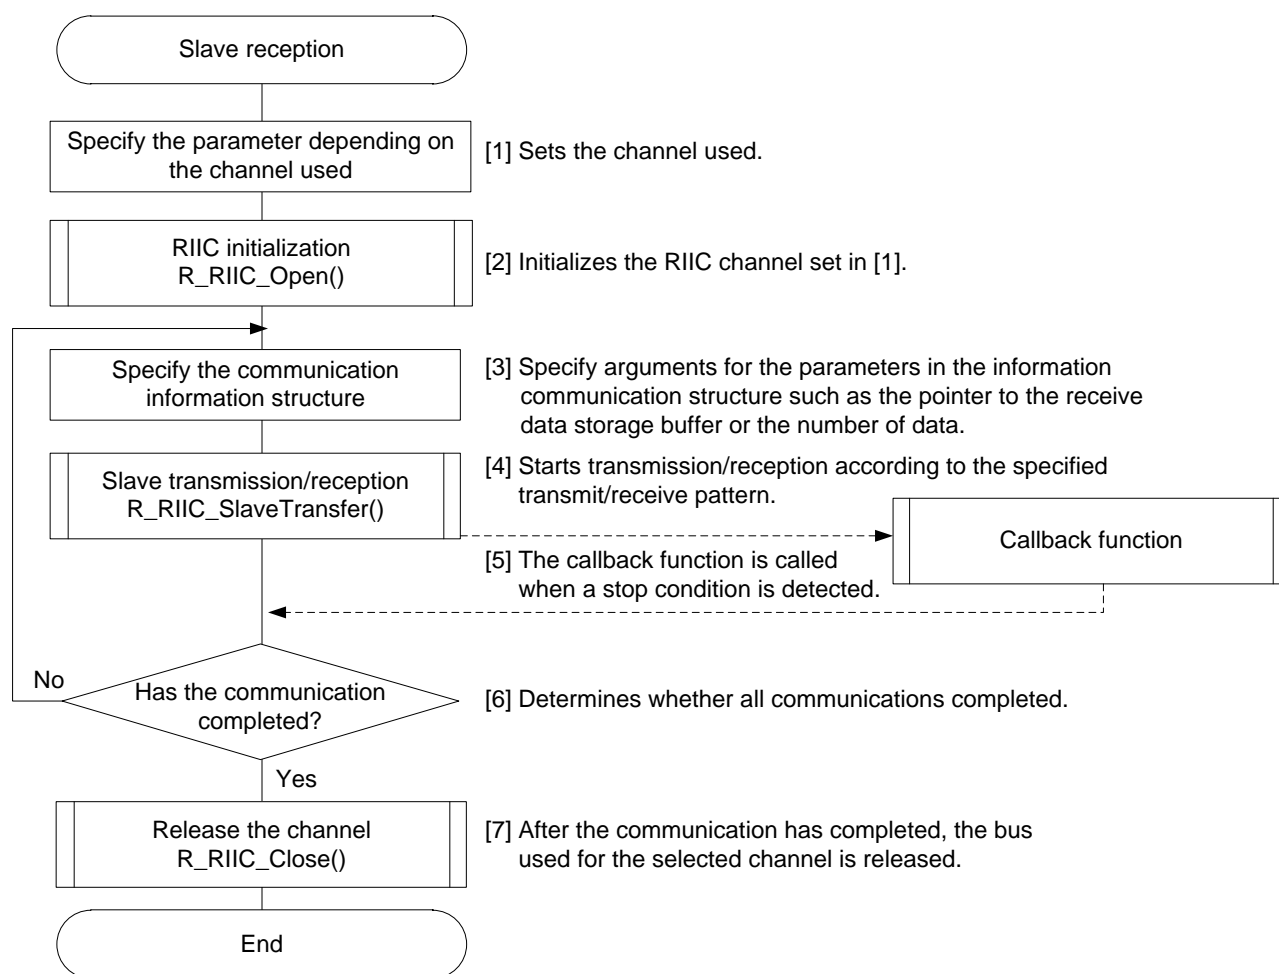 Slave reception
Specify the parameter depending on
the channel used
[1] Sets the channel used.
RIIC initialization
R_RIIC_Open()
[2] Initializes the RIIC channel set in [1].
Specify the communication
information structure
[3] Specify arguments for the parameters in the information
communication structure such as the pointer to the receive
data storage buffer or the number of data.
Slave transmission/reception
R_RIIC_SlaveTransfer()
[4] Starts transmission/reception according to the specified
transmit/receive pattern.
Callback function
[5] The callback function is called
when a stop condition is detected.
No
Has the communication
completed?
[6] Determines whether all communications completed.
Yes
Release the channel
R_RIIC_Close()
[7] After the communication has completed, the bus
used for the selected channel is released.
End